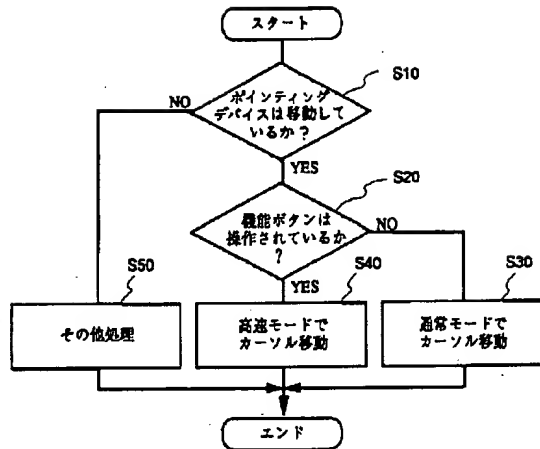 スタート
S10
NO
ポインティング
デバイスは移動して
いるか？
YES
S20
機能ボタンは
操作されているか
？
NO
YES
S50
S40
S30
その他処理
高速モードで
カーソル移動
通常モードで
カーソル移動
エンド